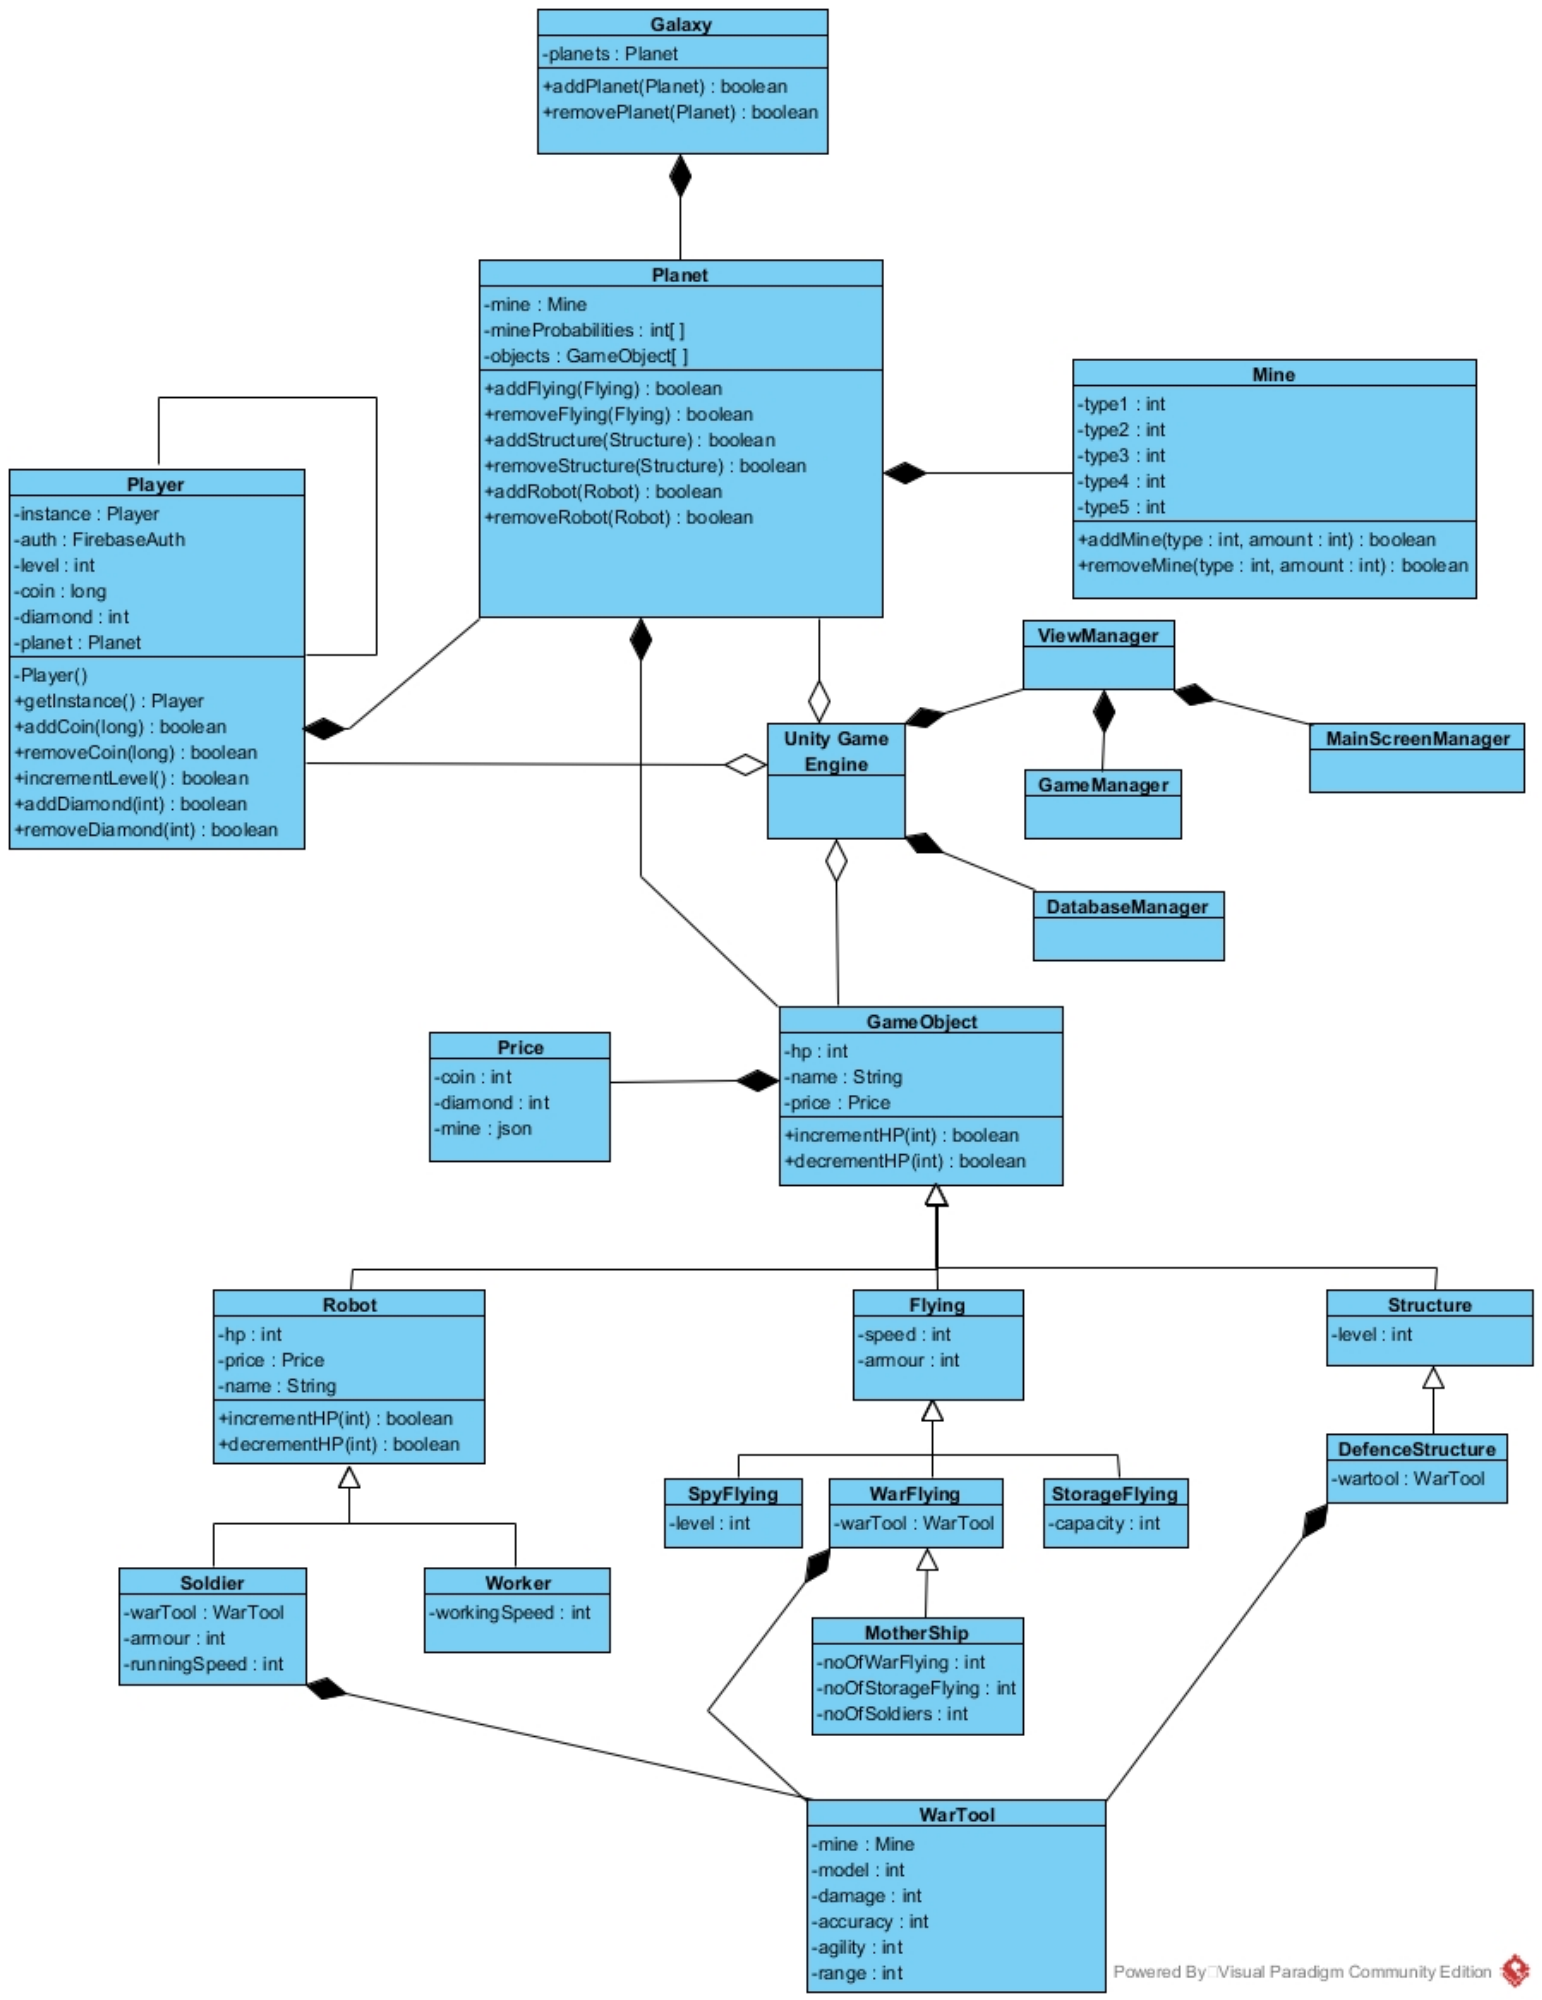 Galaxy
-planets : Planet
+addPlanet(Planet) : boolean
+removePlanet(Planet) : boolean
Planet
-mine : Mine
-mineProbabilities : int[ ]
-objects : GameObject[ ]
+addFlying(Flying) : boolean
+removeFlying(Flying) : boolean
+addStructure(Structure) : boolean
+removeStructure(Structure) : boolean
+addRobot(Robot) : boolean
+removeRobot(Robot) : boolean
Mine
-type1 : int
-type2 : int
-type3 : int
-type4 : int
-type5 : int
+addMine(type : int, amount : int) : boolean
+removeMine(type : int, amount : int) : boolean
Player
-instance : Player
-auth : FirebaseAuth
-level : int
-coin : long
-diamond : int
-planet : Planet
-Player()
+getInstance() : Player
+addCoin(long) : boolean
+removeCoin(long) : boolean
+incrementLevel() : boolean
+addDiamond(int) : boolean
+removeDiamond(int) : boolean
ViewManager
Unity Game
Engine
MainScreenManager
GameManager
DatabaseManager
GameObject
-hp : int
-name : String
-price : Price
+incrementHP(int) : boolean
+decrementHP(int) : boolean
Price
-coin : int
-diamond : int
-mine : json
Robot
-hp : int
-price : Price
-name : String
+incrementHP(int) : boolean
+decrementHP(int) : boolean
Flying
-speed : int
-armour : int
Structure
-level : int
DefenceStructure
-wartool : WarTool
SpyFlying
-level : int
WarFlying
-warTool : WarTool
StorageFlying
-capacity : int
Soldier
-warTool : WarTool
-armour : int
-runningSpeed : int
Worker
-workingSpeed : int
MotherShip
-noOfWarFlying : int
-noOfStorageFlying : int
-noOfSoldiers : int
WarTool
-mine : Mine
-model : int
-damage : int
-accuracy : int
-agility : int
-range : int
Powered By Visual Paradigm Community Edition